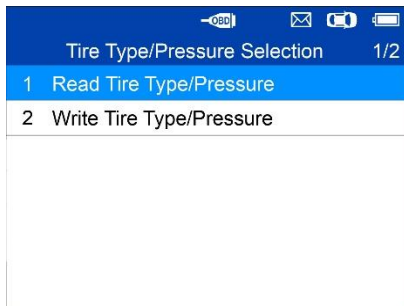 OBD
Tire Type/Pressure Selection 1/2
1 Read Tire Type/Pressure
2 Write Tire Type/Pressure